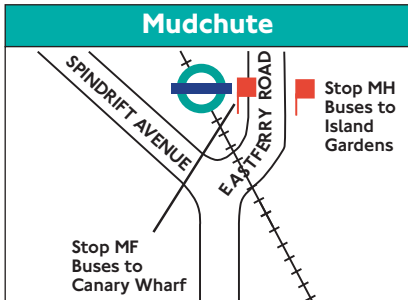 Mudchute
SPINDRIFT AVENUE
EASTFERRY ROAD
Stop MH
Buses to
Island
Gardens
Stop MF
Buses to
Canary Wharf